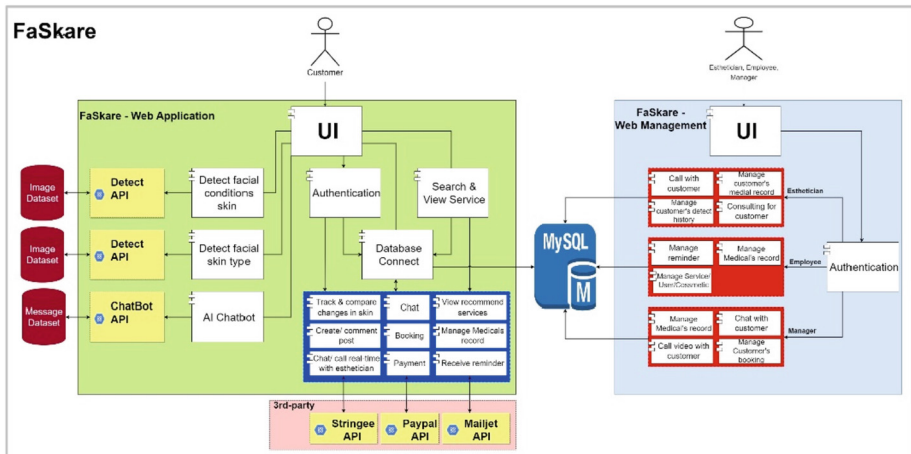 FaSkare
Customer
Esthetician, Employee,
Manager
FaSkare - Web Application
UI
Image
Dataset
Detect
API
Detect facial
conditions
skin
Authentication
Search &
View Service
Image
Dataset
Detect
API
Detect facial
skin type
Database
Connect
Message
Dataset
ChatBot
API
AI Chatbot
Track & compare
changes in skin
Chat
View recommend
services
Create/ comment
post
Booking
Manage Medicals
record
Chat/ call real-time
with esthetician
Payment
Receive reminder
3rd-party
Stringee
API
Paypal
API
Mailjet
API
MySQL
M
FaSkare -
Web Management
UI
Call with
customer
Manage
customer's
medial record
Esthetician
Manage
customer's detect
history
Consulting for
customer
Manage
reminder
Manage
Medical's
record
Employee
Manage Service/
User/Cosmetic
Authentication
Manage
Medical's record
Chat with
customer
Manager
Call video with
customer
Manage
Customer's
booking